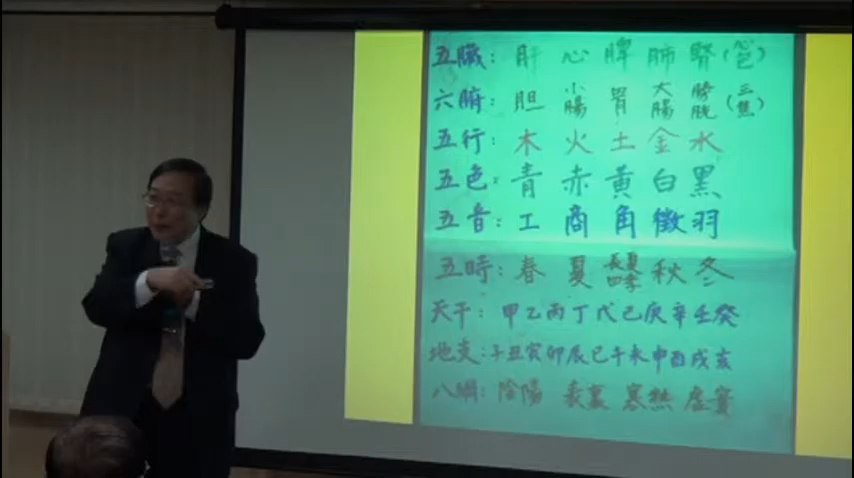 五臟: 肝 心 脾 肺 腎(心包)
六腑: 胆 小腸 胃 大腸 膀胱(三焦)
五行: 木 火 土 金 水
五色: 青 赤 黃 白 黑
五音: 工 商 角 徵 羽
五時: 春 夏 長夏四季 秋 冬
天干: 甲乙丙丁戊己庚辛壬癸
地支: 子丑寅卯辰巳午未申酉戌亥
八綱: 陰陽 表裏 寒熱 虛實